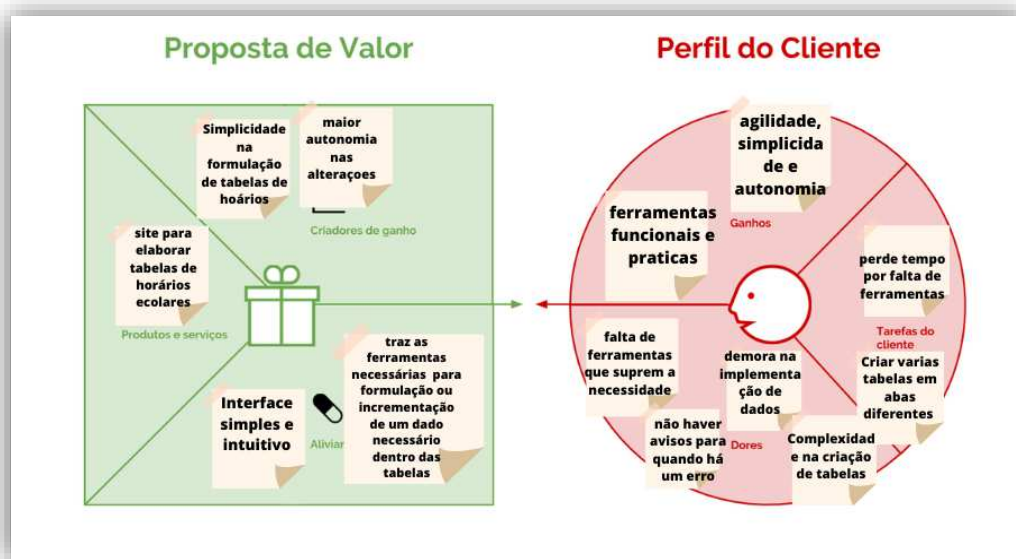 Proposta de Valor
Perfil do Cliente
Simplicidade
na
formulação
de tabelas de
hoários
maior
autonomia
nas
alteraçoes
Criadores de ganho
site para
elaborar
tabelas de
horários
ecolares
Produtos e serviços
Interface
simples e
intuitivo
Aliviar
traz as
ferramentas
necessárias para
formulação ou
incrementação
de um dado
necessário
dentro das
tabelas
agilidade,
simplicida
de e
autonomia
Ganhos
ferramentas
funcionais e
praticas
perde tempo
por falta de
ferramentas
Tarefas do
cliente
Criar varias
tabelas em
abas
diferentes
falta de
ferramentas
que suprem a
necessidade
demora na
implementa
ção de
dados
Dores
não haver
avisos para
quando há
um erro
Complexidad
e na criação
de tabelas